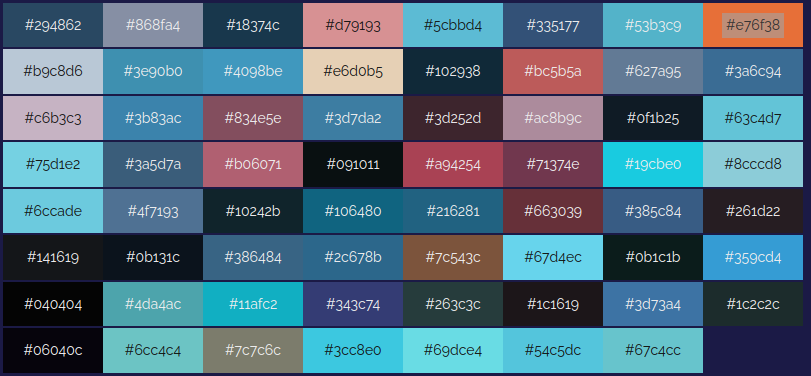 #294862 #868fa4 #18374c #d79193 #5cbbd4 #335177 #53b3c9 #e76f38
#b9c8d6 #3e90b0 #4098be #e6d0b5 #102938 #bc5b5a #627a95 #3a6c94
#c6b3c3 #3b83ac #834e5e #3d7da2 #3d252d #ac8b9c #0f1b25 #63c4d7
#75d1e2 #3a5d7a #b06071 #091011 #a94254 #71374e #19cbe0 #8cccd8
#6ccade #4f7193 #10242b #106480 #216281 #663039 #385c84 #261d22
#141619 #0b131c #386484 #2c678b #7c543c #67d4ec #0b1c1b #359cd4
#040404 #4da4ac #11afc2 #343c74 #263c3c #1c1619 #3d73a4 #1c2c2c
#06040c #6cc4c4 #7c7c6c #3cc8e0 #69dce4 #54c5dc #67c4cc